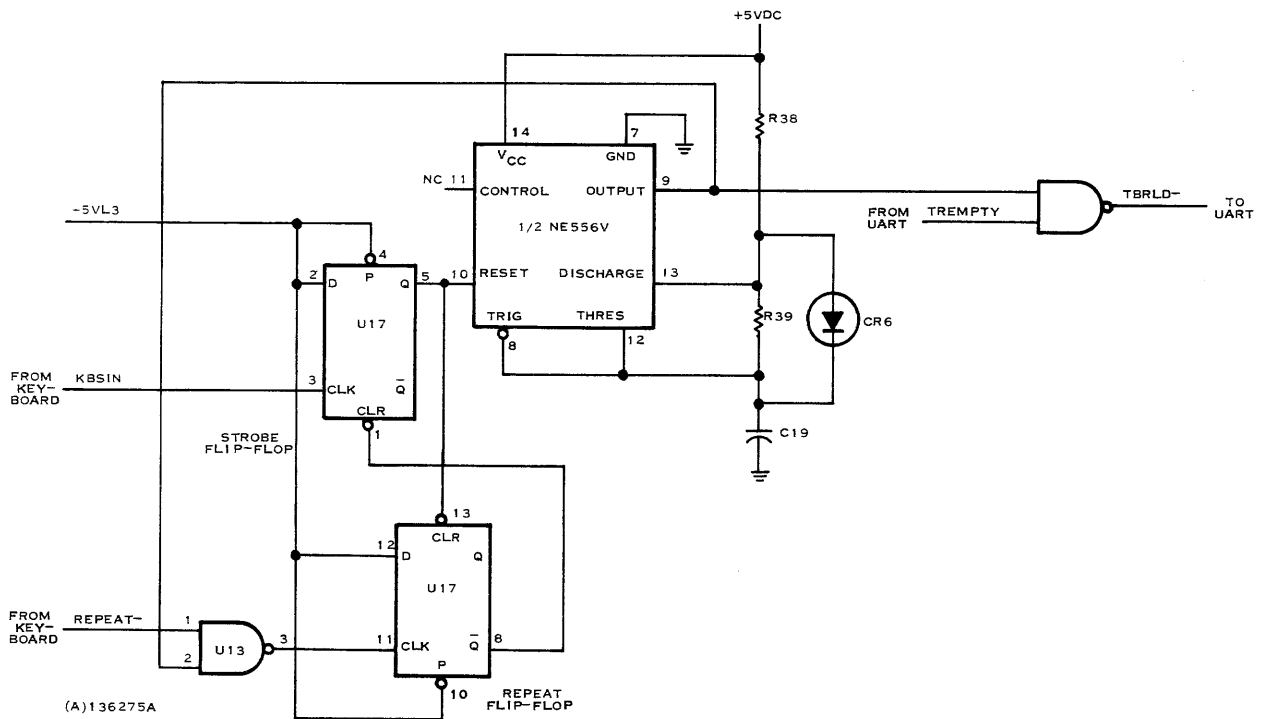 +5VDC
R38
14
7
VCC
GND
NC 11
CONTROL
OUTPUT
9
-5VL3
4
1/2 NE556V
FROM
UART
TREMPTY
TBRLD-
TO
UART
2
D
P
Q
5
10
RESET
DISCHARGE
13
U17
R39
CR6
TRIG
THRES
8
12
FROM
KEY-
BOARD
KBSIN
3
CLK
Q
CLR
1
C19
STROBE
FLIP-FLOP
13
12
CLR
D
Q
U17
FROM
KEY-
BOARD
REPEAT-
1
2
U13
3
11
CLK
Q
8
P
10
REPEAT
FLIP-FLOP
(A)136275A